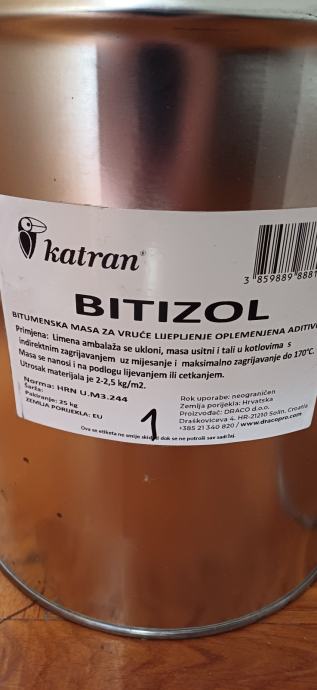 katran®
3 859889 8881
BITIZOL
BITUMENSKA MASA ZA VRUĆE LIJEPLJENJE OPLEMENJENA ADITIVO
Primjena: Limena ambalaža se ukloni, masa usitni i tali u kotlovima s
indirektnim zagrijavanjem uz mijesanje i maksimalno zagrijavanje do 170°C.
Masa se nanosi i na podlogu lijevanjem ili cetkanjem.
Utrosak materijala je 2-2,5 kg/m2.
Norma: HRN U.M3.244
Šarža:
Pakiranje: 25 kg
ZEMLJA PORIJEKLA: EU
1
Rok uporabe: neograničen
Zemlja porijekla: Hrvatska
Proizvođač: DRACO d.o.o.
Draškovićeva 4. HR-21210 Solin, Croatia
+385 21 340 820 / www.dracopro.com
Ova se etiketa ne smije skidati dok se ne potroši sav sadržaj.